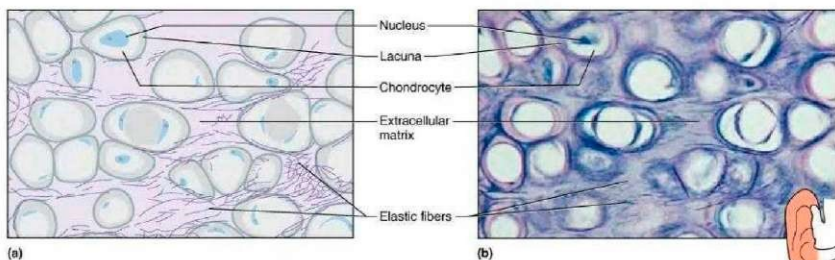 Nucleus
Lacuna
Chondrocyte
Extracellular
matrix
Elastic fibers
(a)
(b)